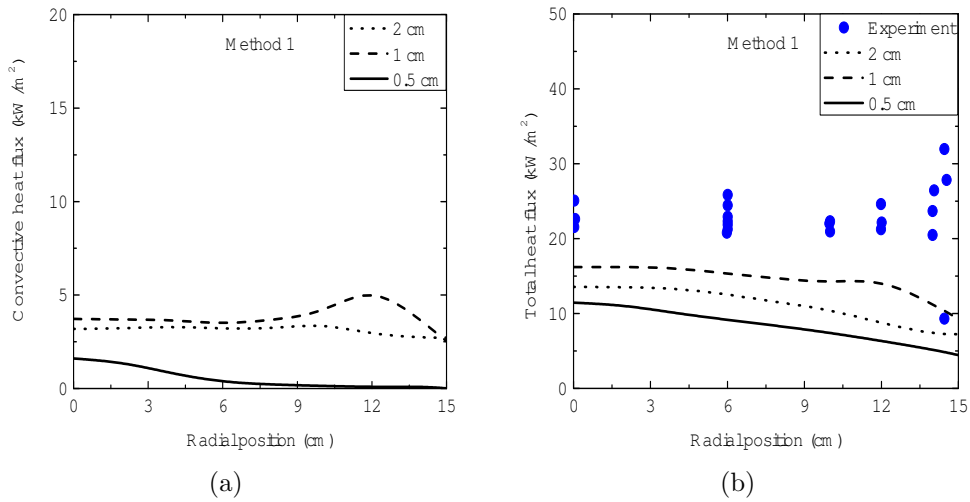 20
15
10
5
0
Convective heat flux (kW/m²)
Method 1
2 cm
1 cm
0.5 cm
0 3 6 9 12 15
Radial position (cm)
(a)
50
40
30
20
10
0
Total heat flux (kW/m²)
Method 1
Experiment
2 cm
1 cm
0.5 cm
0 3 6 9 12 15
Radial position (cm)
(b)